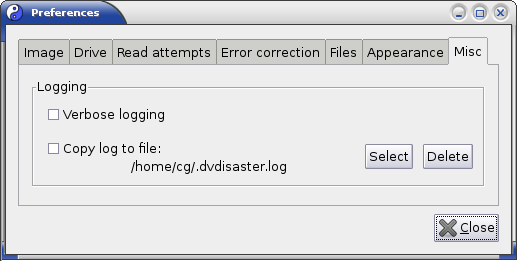 Preferences
Image Drive Read attempts Error correction Files Appearance Misc
Logging
Verbose logging
Copy log to file:
/home/cg/.dvdisaster.log Select Delete
Close